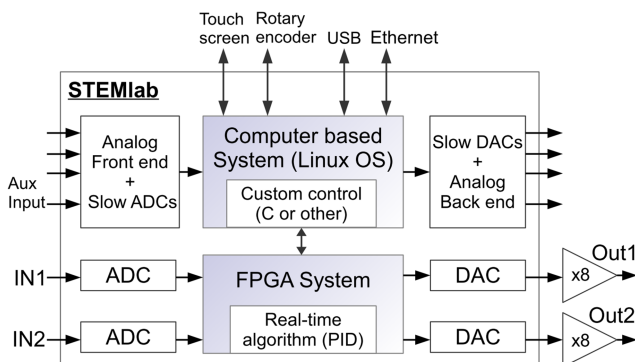 Touch
screen
Rotary
encoder
USB
Ethernet
STEMlab
Analog
Front end
+
Slow ADCs
Computer based
System (Linux OS)
Custom control
(C or other)
Slow DACs
+
Analog
Back end
Aux
Input
IN1
ADC
FPGA System
DAC
x8
Out1
IN2
ADC
Real-time
algorithm (PID)
DAC
x8
Out2